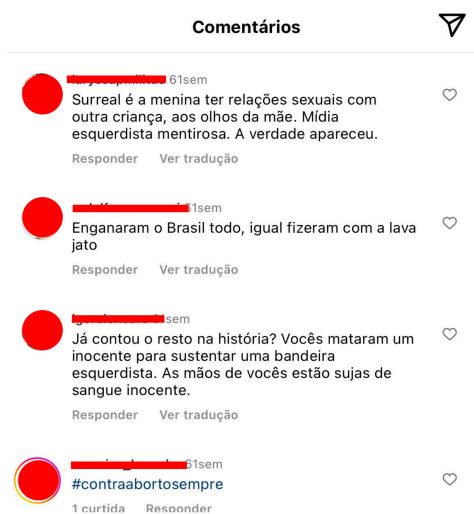 Comentários
61sem
Surreal é a menina ter relações sexuais com
outra criança, aos olhos da mãe. Mídia
esquerdista mentirosa. A verdade apareceu.
Responder Ver tradução
61sem
Enganaram o Brasil todo, igual fizeram com a lava
jato
Responder Ver tradução
sem
Já contou o resto na história? Vocês mataram um
inocente para sustentar uma bandeira
esquerdista. As mãos de vocês estão sujas de
sangue inocente.
Responder Ver tradução
61sem
#contraabortosempre
1 curtida Responder